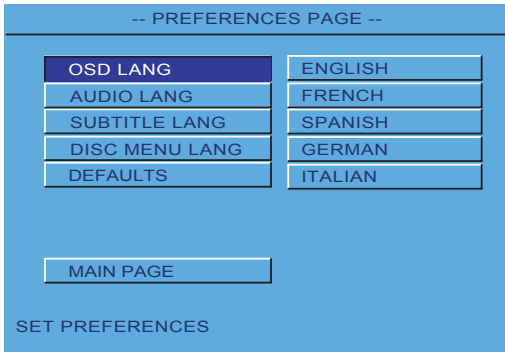 -- PREFERENCES PAGE --
OSD LANG
AUDIO LANG
SUBTITLE LANG
DISC MENU LANG
DEFAULTS
ENGLISH
FRENCH
SPANISH
GERMAN
ITALIAN
MAIN PAGE
SET PREFERENCES